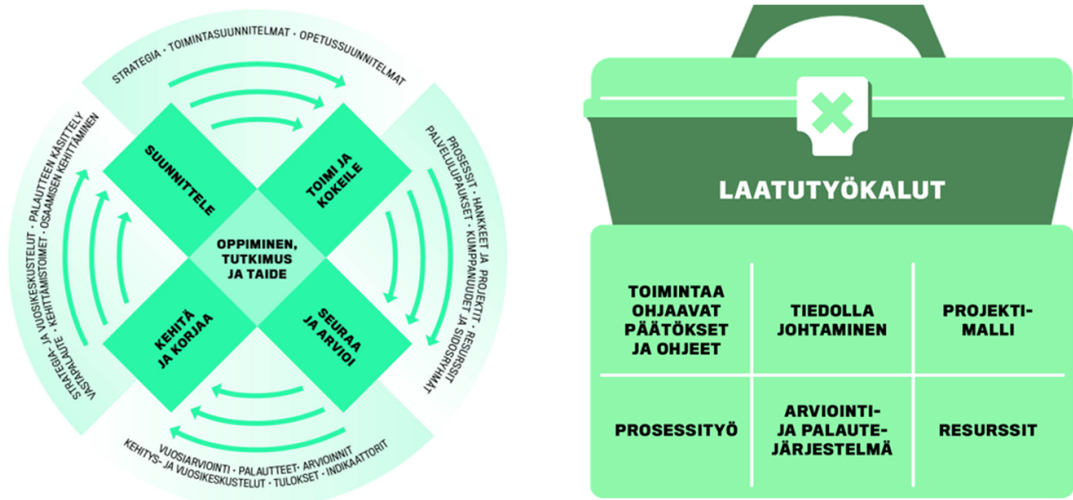 STRATEGIA · TOIMINTASUUNNITELMAT · OPETUSSUUNNITELMAT
SUUNNITTELE
TOIMI JA
KOKEILE
PROSESSIT · HANKKEET JA PROJEKTIT · RESURSSIT
PALVELULUPAUKSET · KUMPPANUUDET JA SIDOSRYHMÄT
OPPIMINEN,
TUTKIMUS
JA TAIDE
SEURAA
JA ARVIOI
VUOSIARVIOINTI · PALAUTTEET · ARVIOINNIT
KEHITYS- JA VUOSIKESKUSTELUT · TULOKSET · INDIKAATTORIT
KEHITÄ
JA KORJAA
STRATEGIA- JA VUOSIKESKUSTELUT · PALAUTTEEN KÄSITTELY
VASTAPALAUTE · KEHITTÄMISTOIMET · OSAAMISEN KEHITTÄMINEN
LAATUTYÖKALUT
TOIMINTAA
OHJAAVAT
PÄÄTÖKSET
JA OHJEET
TIEDOLLA
JOHTAMINEN
PROJEKTI-
MALLI
PROSESSITYÖ
ARVIOINTI-
JA PALAUTE-
JÄRJESTELMÄ
RESURSSIT